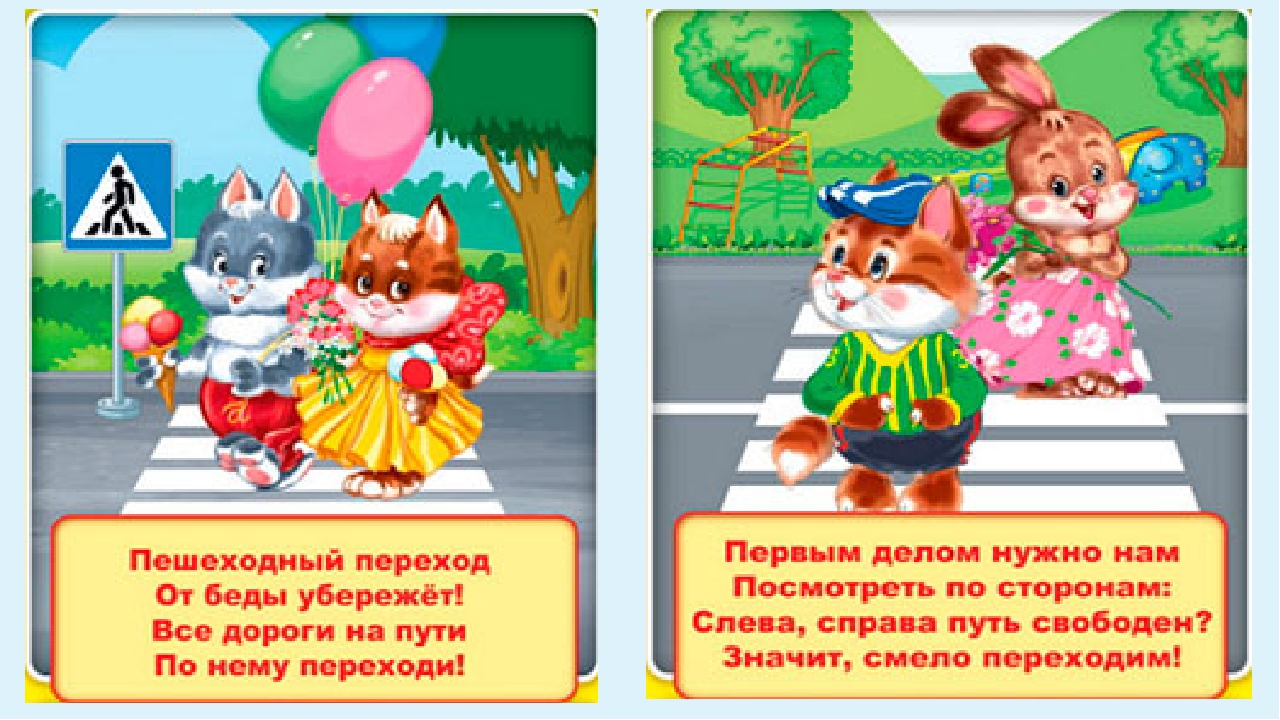 Пешеходный переход
От беды убережёт!
Все дороги на пути
По нему переходи!
Первым делом нужно нам
Посмотреть по сторонам:
Слева, справа путь свободен?
Значит, смело переходим!